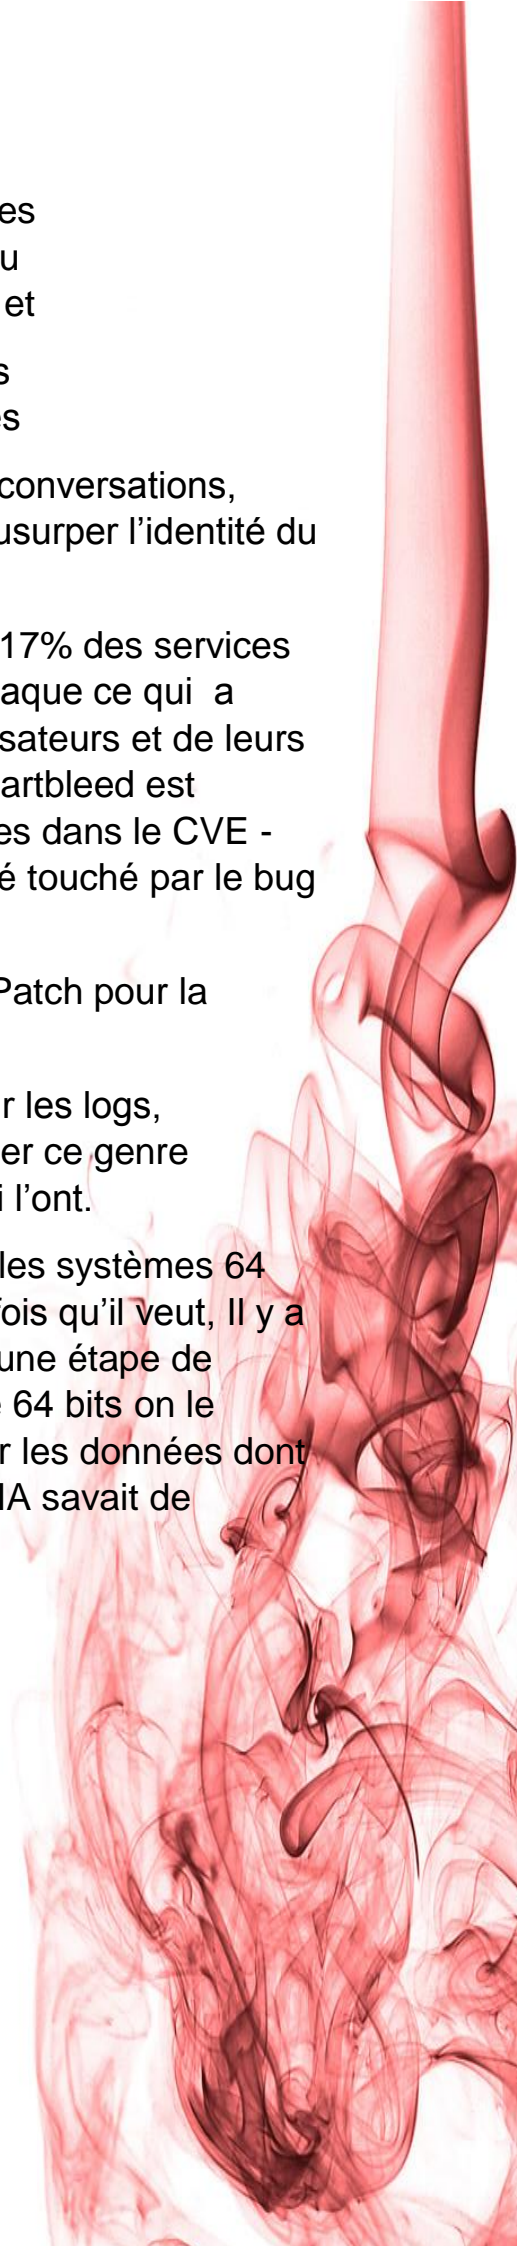 es
u
et
s
es
conversations,
usurper l’identité du
17% des services
aque ce qui  a
sateurs et de leurs
artbleed est
es dans le CVE -
é touché par le bug
Patch pour la
r les logs,
er ce genre
i l’ont.
les systèmes 64
fois qu’il veut, Il y a
une étape de
e 64 bits on le
r les données dont
IA savait de